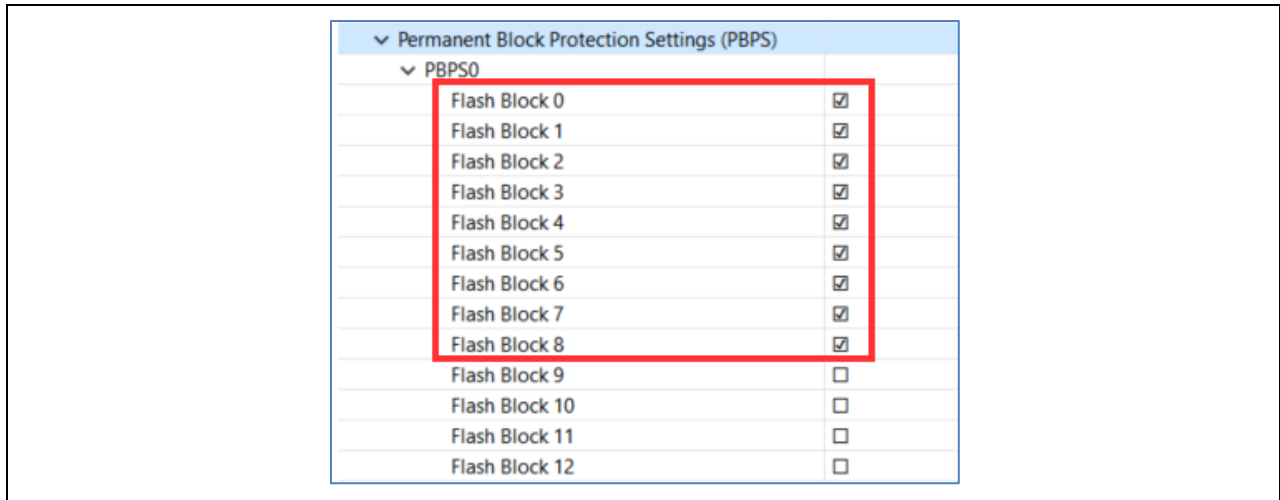 Permanent Block Protection Settings (PBPS)
PBPS0
Flash Block 0
Flash Block 1
Flash Block 2
Flash Block 3
Flash Block 4
Flash Block 5
Flash Block 6
Flash Block 7
Flash Block 8
Flash Block 9
Flash Block 10
Flash Block 11
Flash Block 12